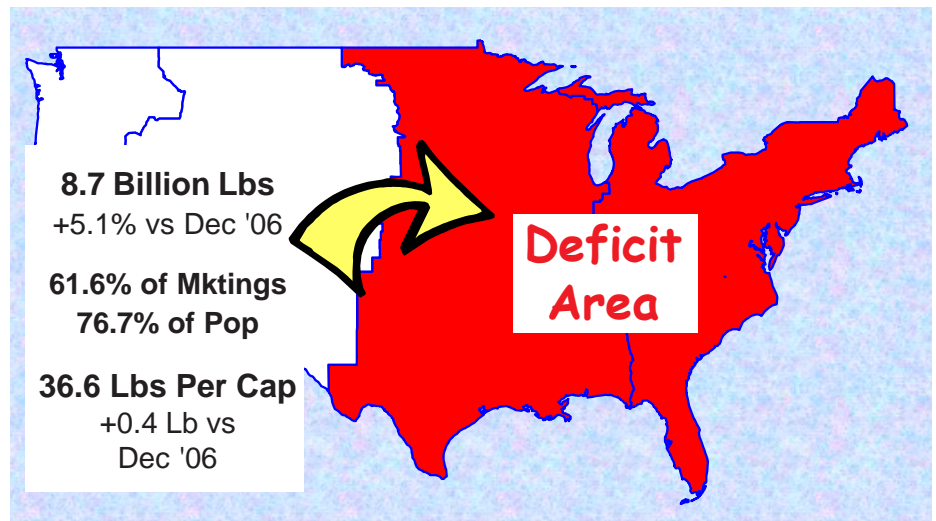 8.7 Billion Lbs
+5.1% vs Dec '06
61.6% of Mktings
76.7% of Pop
36.6 Lbs Per Cap
+0.4 Lb vs
Dec '06
Deficit
Area